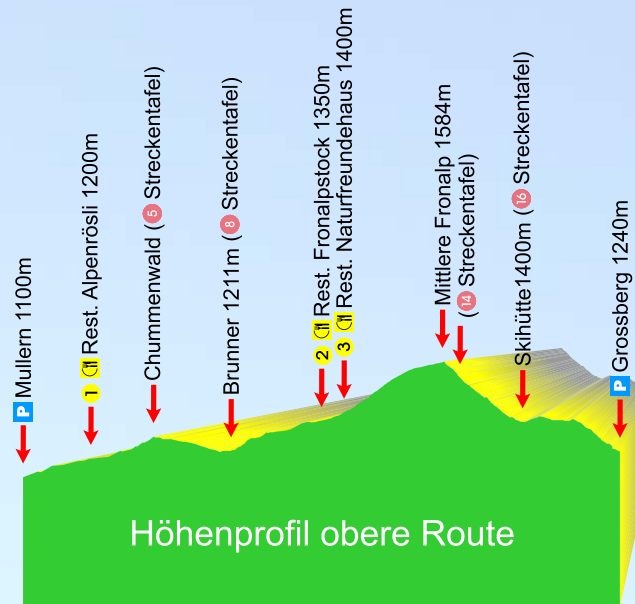 P Mullern 1100m
1 Rest. Alpenrösli 1200m
Chummenwald (5 Streckentafel)
Brunner 1211m (8 Streckentafel)
2 Rest. Fronalpstock 1350m
3 Rest. Naturfreundehaus 1400m
Mittlere Fronalp 1584m
(14 Streckentafel)
Skihütte1400m (16 Streckentafel)
P Grossberg 1240m
Höhenprofil obere Route